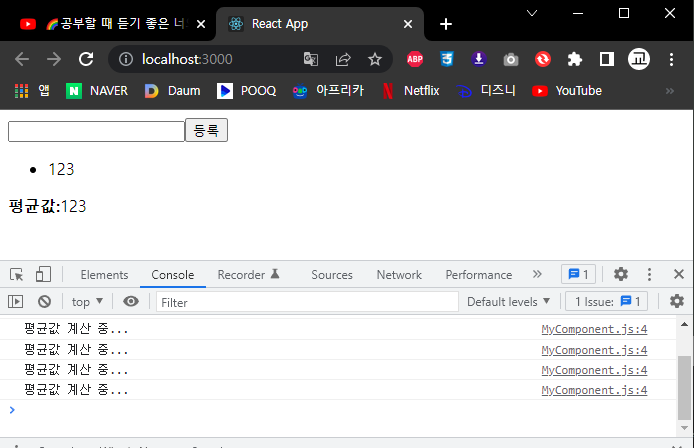 🌈공부할 때 듣기 좋은 너
React App
localhost:3000
ABP
교
앱
NAVER
Daum
POOQ
아프리카
Netflix
디즈니
YouTube
»
등록
• 123
평균값:123
Elements
Console
Recorder
Sources
Network
Performance
»
1
top ▼
Filter
Default levels ▼
1 Issue: 1
평균값 계산 중... MyComponent.js:4
평균값 계산 중... MyComponent.js:4
평균값 계산 중... MyComponent.js:4
평균값 계산 중... MyComponent.js:4
>